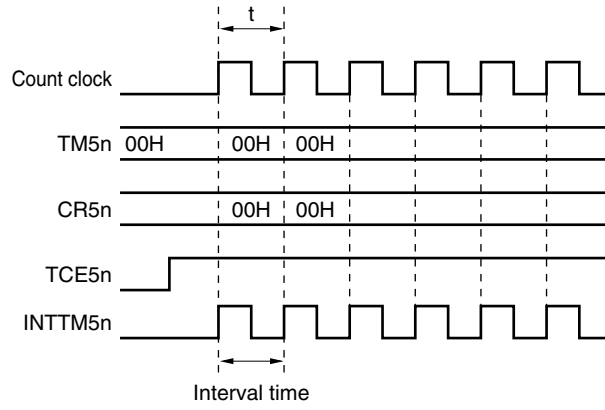 t
Count clock
TM5n 00H 00H 00H
CR5n 00H 00H
TCE5n
INTTM5n
Interval time